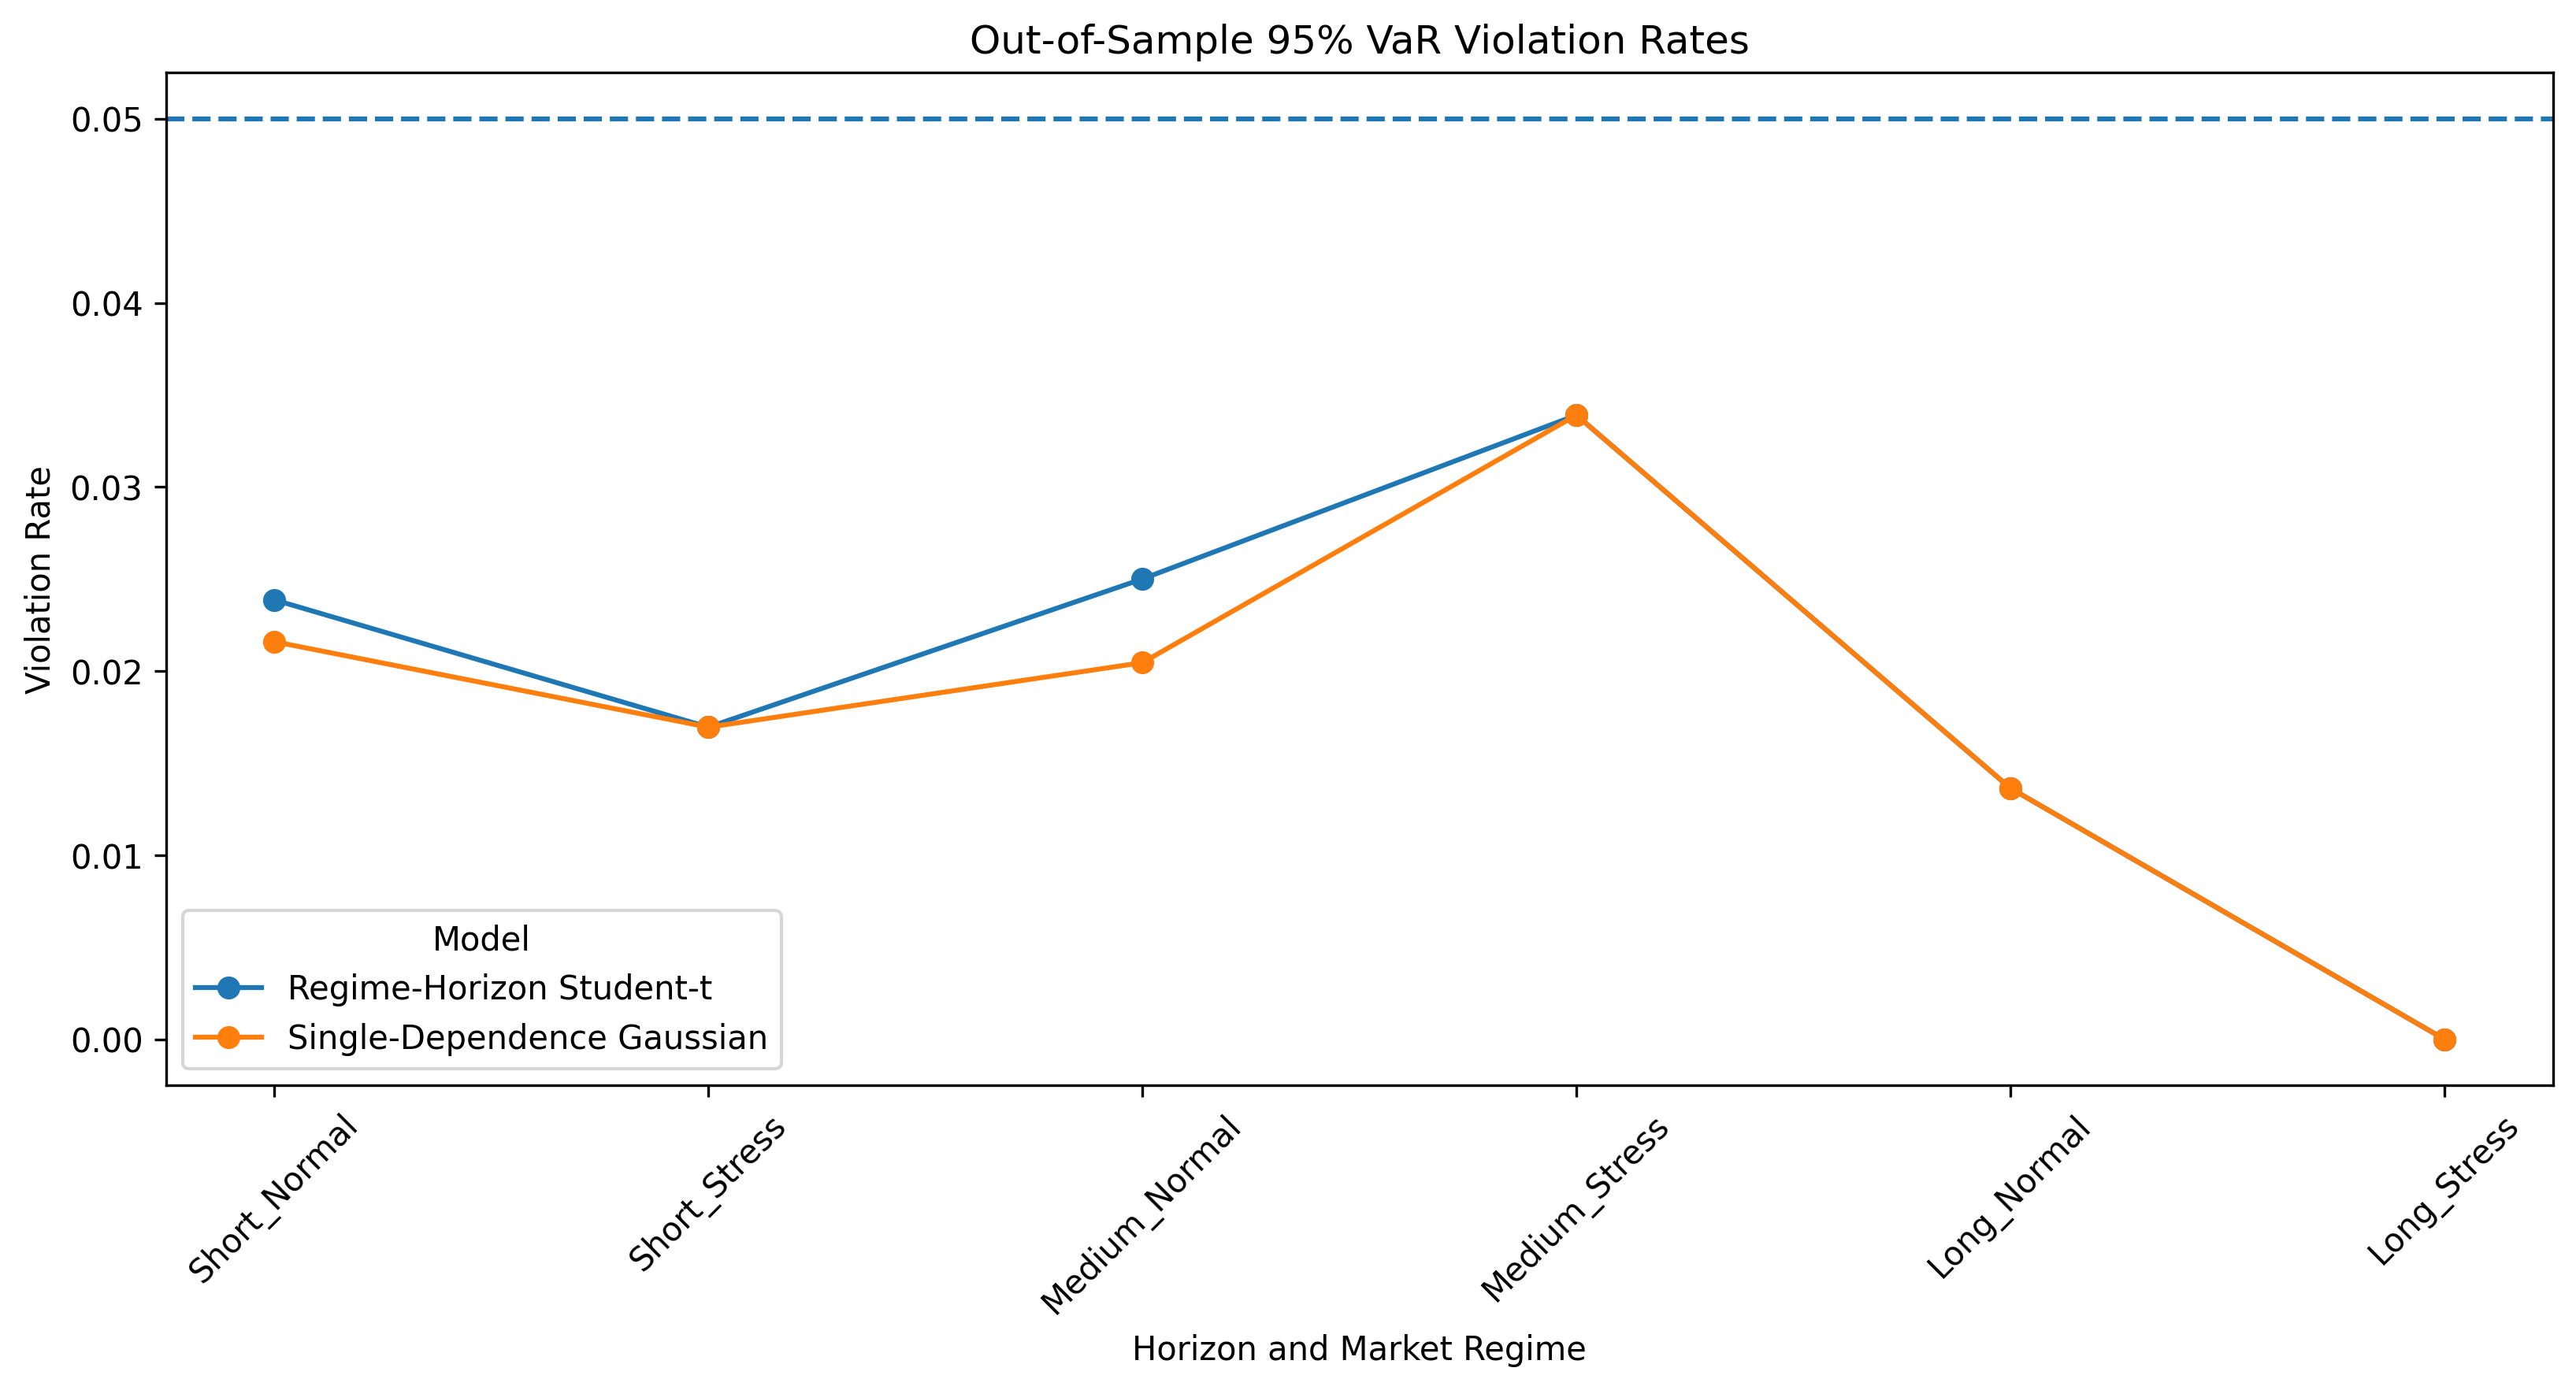 Out-of-Sample 95% VaR Violation Rates
0.05
0.04
0.03
0.02
0.01
0.00
Violation Rate
Model
Regime-Horizon Student-t
Single-Dependence Gaussian
Short_Normal
Short_Stress
Medium_Normal
Medium_Stress
Long_Normal
Long_Stress
Horizon and Market Regime